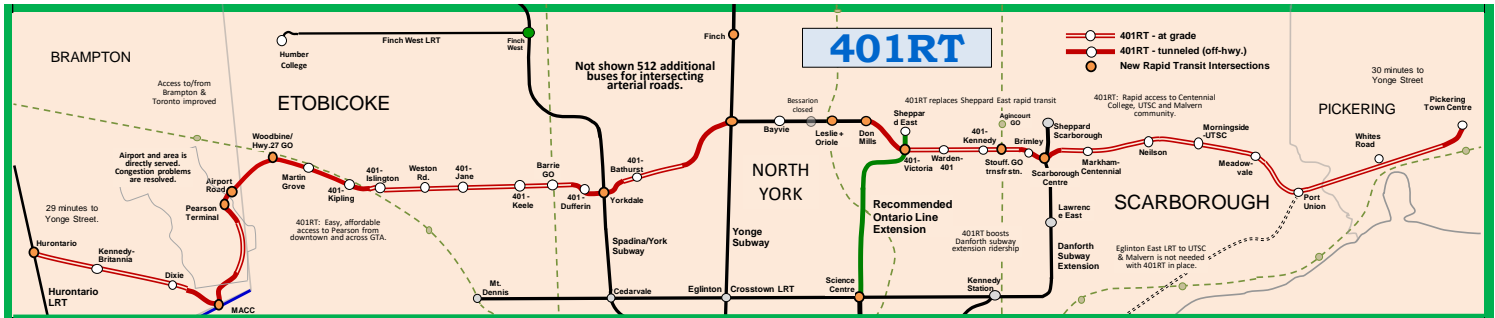 BRAMPTON
Humber
College
Finch West LRT
Finch
West
Not shown 512 additional
buses for intersecting
arterial roads.
Finch
401RT
401RT - at grade
401RT - tunneled (off-hwy.)
New Rapid Transit Intersections
30 minutes to
Yonge Street
PICKERING
Pickering
Town Centre
Access to/from
Brampton &
Toronto improved
ETOBICOKE
Bessarion
closed
401RT replaces Sheppard East rapid transit
401RT: Rapid access to Centennial
College, UTSC and Malvern
community.
Woodbine/
Hwy.27 GO
Airport and area is
directly served.
Congestion problems
are resolved.
Airport
Road
Pearson
Terminal
Martin
Grove
401-
Kipling
401-
Islington
Weston
Rd.
401-
Jane
401-
Keele
Barrie
GO
401-
Dufferin
Yorkdale
401-
Bathurst
Bayvie
Leslie+
Oriole
Don
Mills
Sheppar
d East
401-
Victoria
Warden-
401
401-
Kennedy
Agincourt
GO
Stouff. GO
trnsfr stn.
Brimley
Sheppard
Scarborough
Scarborough
Centre
Markham-
Centennial
Neilson
Morningside
-UTSC
Meadow-
vale
Port
Union
Whites
Road
NORTH
YORK
SCARBOROUGH
29 minutes to
Yonge Street.
401RT: Easy, affordable
access to Pearson from
downtown and across GTA.
Hurontario
Kennedy-
Britannia
Dixie
MACC
Hurontario
LRT
Spadina/York
Subway
Yonge
Subway
Recommended
Ontario Line
Extension
401RT boosts
Danforth subway
extension ridership
Lawrenc
e East
Danforth
Subway
Extension
Eglinton East LRT to UTSC
& Malvern is not needed
with 401RT in place.
Mt.
Dennis
Cedarvale
Eglinton
Crosstown LRT
Science
Centre
Kennedy
Station